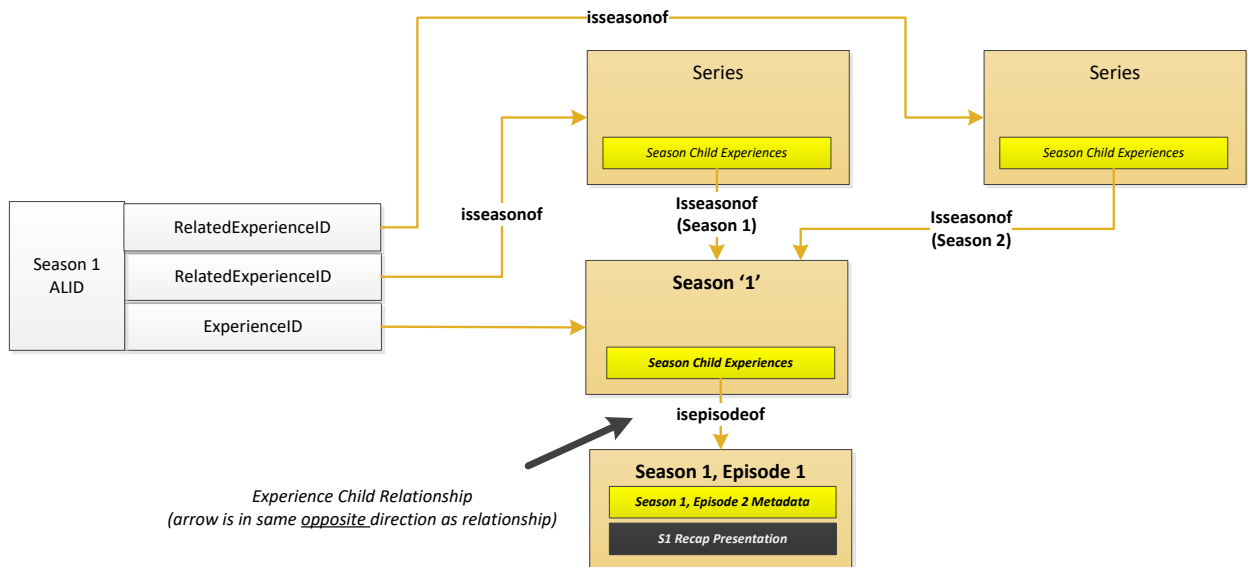 isseasonof
Series
Series
Season Child Experiences
Season Child Experiences
isseasonof
Isseasonof
(Season 1)
Isseasonof
(Season 2)
Season 1
ALID
RelatedExperienceID
RelatedExperienceID
ExperienceID
Season ‘1’
Season Child Experiences
isepisodeof
Season 1, Episode 1
Season 1, Episode 2 Metadata
S1 Recap Presentation
Experience Child Relationship
(arrow is in same opposite direction as relationship)